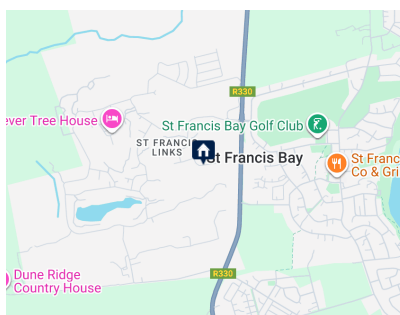 R330
ever Tree House
St Francis Bay Golf Club
ST FRANCIS
LINKS
St Francis Bay
St Franc
Co & Gri
R330
Dune Ridge
Country House